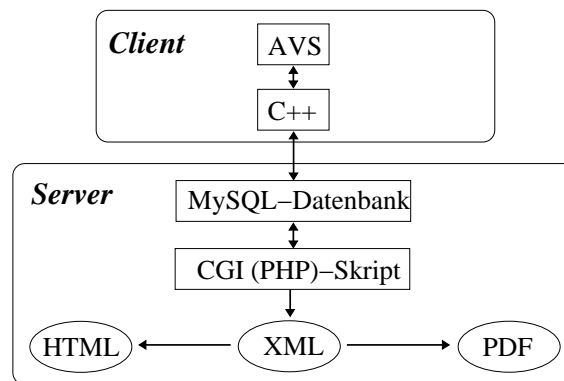 Client
AVS
C++
Server
MySQL−Datenbank
CGI (PHP)−Skript
HTML
XML
PDF